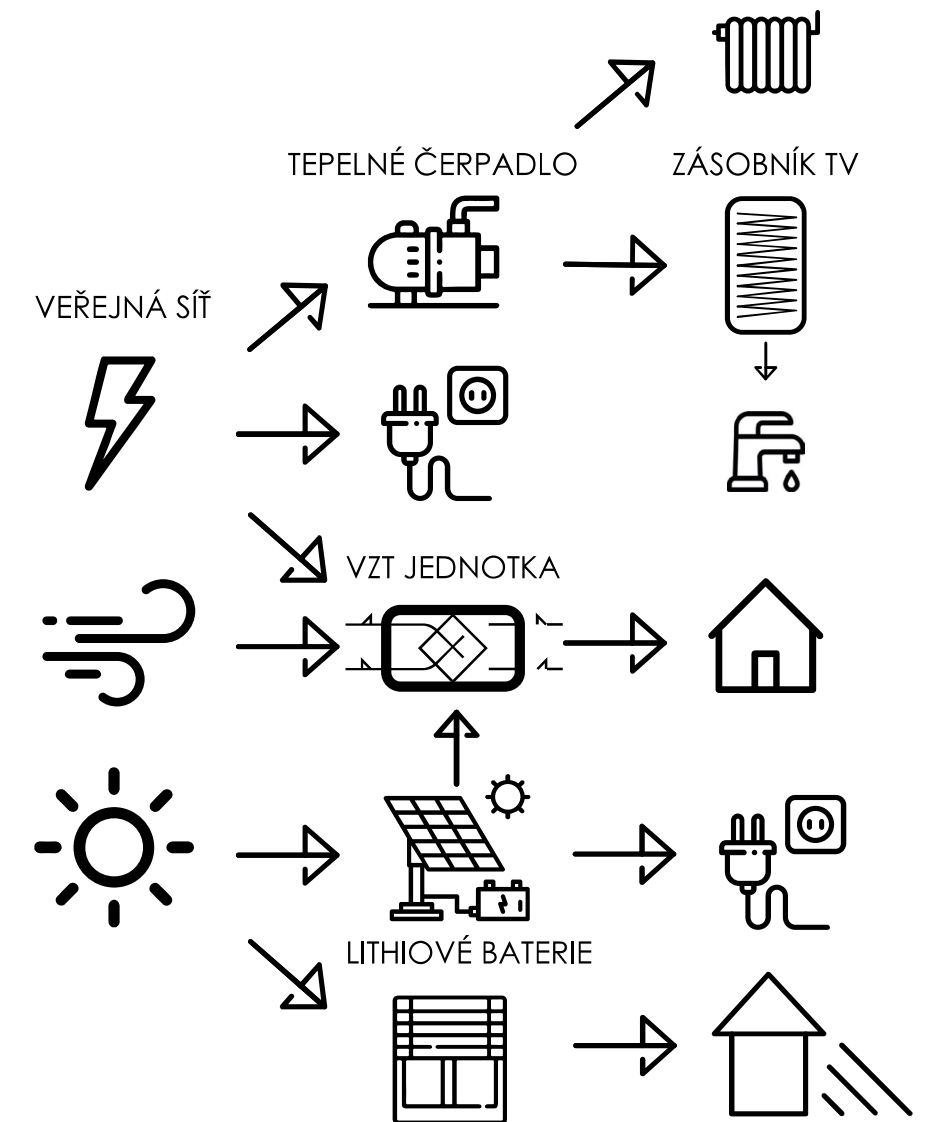 TEPELNÉ ČERPADLO
ZÁSOBNÍK TV
VEŘEJNÁ SÍŤ
VZT JEDNOTKA
LITHIOVÉ BATERIE